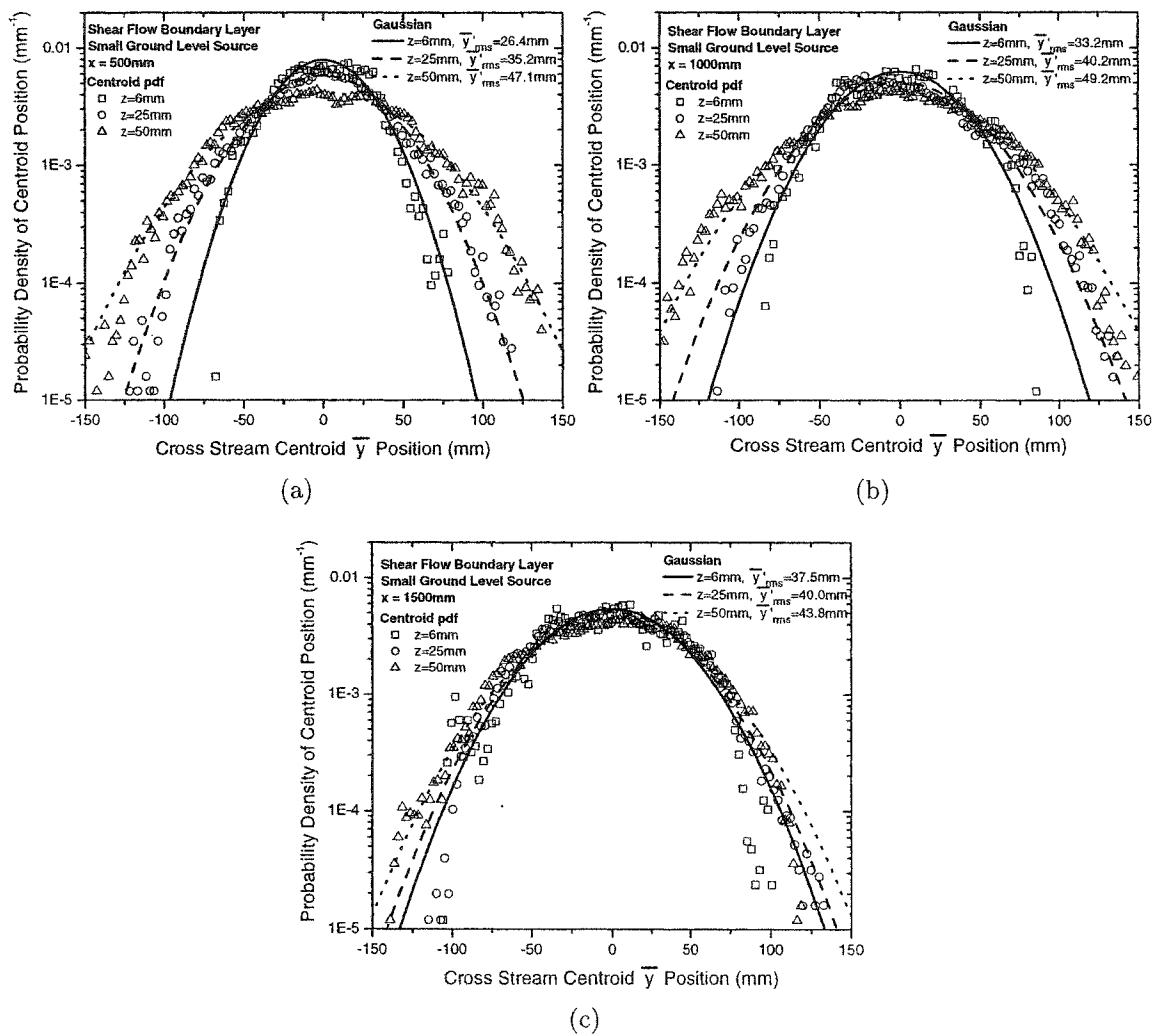 Shear Flow Boundary Layer
Small Ground Level Source
x = 500mm
Centroid pdf
z=6mm
z=25mm
z=50mm
Gaussian
z=6mm, y̅'rms=26.4mm
z=25mm, y̅'rms=35.2mm
z=50mm, y̅'rms=47.1mm
Probability Density of Centroid Position (mm⁻¹)
0.01
1E-3
1E-4
1E-5
-150 -100 -50 0 50 100 150
Cross Stream Centroid y̅ Position (mm)
(a)
Shear Flow Boundary Layer
Small Ground Level Source
x = 1000mm
Centroid pdf
z=6mm
z=25mm
z=50mm
Gaussian
z=6mm, y̅'rms=33.2mm
z=25mm, y̅'rms=40.2mm
z=50mm, y̅'rms=49.2mm
Probability Density of Centroid Position (mm⁻¹)
0.01
1E-3
1E-4
1E-5
-150 -100 -50 0 50 100 150
Cross Stream Centroid y̅ Position (mm)
(b)
Shear Flow Boundary Layer
Small Ground Level Source
x = 1500mm
Centroid pdf
z=6mm
z=25mm
z=50mm
Gaussian
z=6mm, y̅'rms=37.5mm
z=25mm, y̅'rms=40.0mm
z=50mm, y̅'rms=43.8mm
Probability Density of Centroid Position (mm⁻¹)
0.01
1E-3
1E-4
1E-5
-150 -100 -50 0 50 100 150
Cross Stream Centroid y̅ Position (mm)
(c)